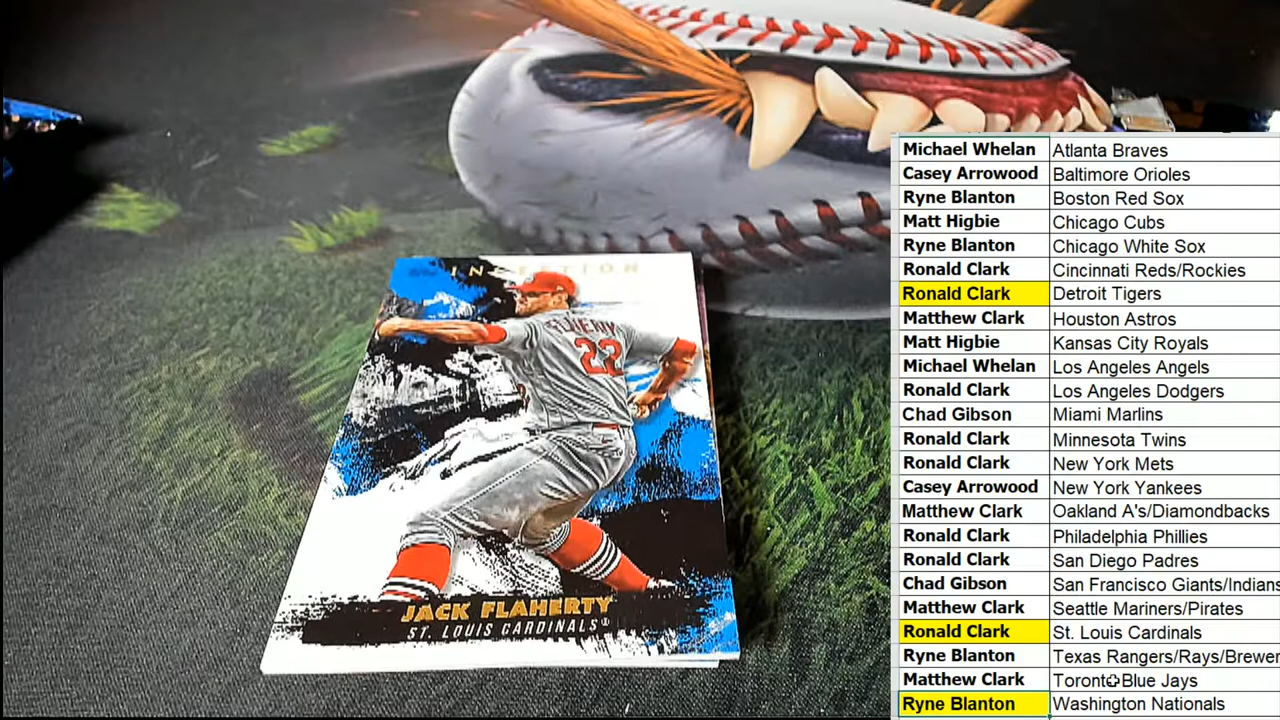 INCEPTION
FLAHERTY
22
JACK FLAHERTY
ST. LOUIS CARDINALS®
Michael Whelan Atlanta Braves
Casey Arrowood Baltimore Orioles
Ryne Blanton Boston Red Sox
Matt Higbie Chicago Cubs
Ryne Blanton Chicago White Sox
Ronald Clark Cincinnati Reds/Rockies
Ronald Clark Detroit Tigers
Matthew Clark Houston Astros
Matt Higbie Kansas City Royals
Michael Whelan Los Angeles Angels
Ronald Clark Los Angeles Dodgers
Chad Gibson Miami Marlins
Ronald Clark Minnesota Twins
Ronald Clark New York Mets
Casey Arrowood New York Yankees
Matthew Clark Oakland A's/Diamondbacks
Ronald Clark Philadelphia Phillies
Ronald Clark San Diego Padres
Chad Gibson San Francisco Giants/Indians
Matthew Clark Seattle Mariners/Pirates
Ronald Clark St. Louis Cardinals
Ryne Blanton Texas Rangers/Rays/Brewer
Matthew Clark Toronto Blue Jays
Ryne Blanton Washington Nationals